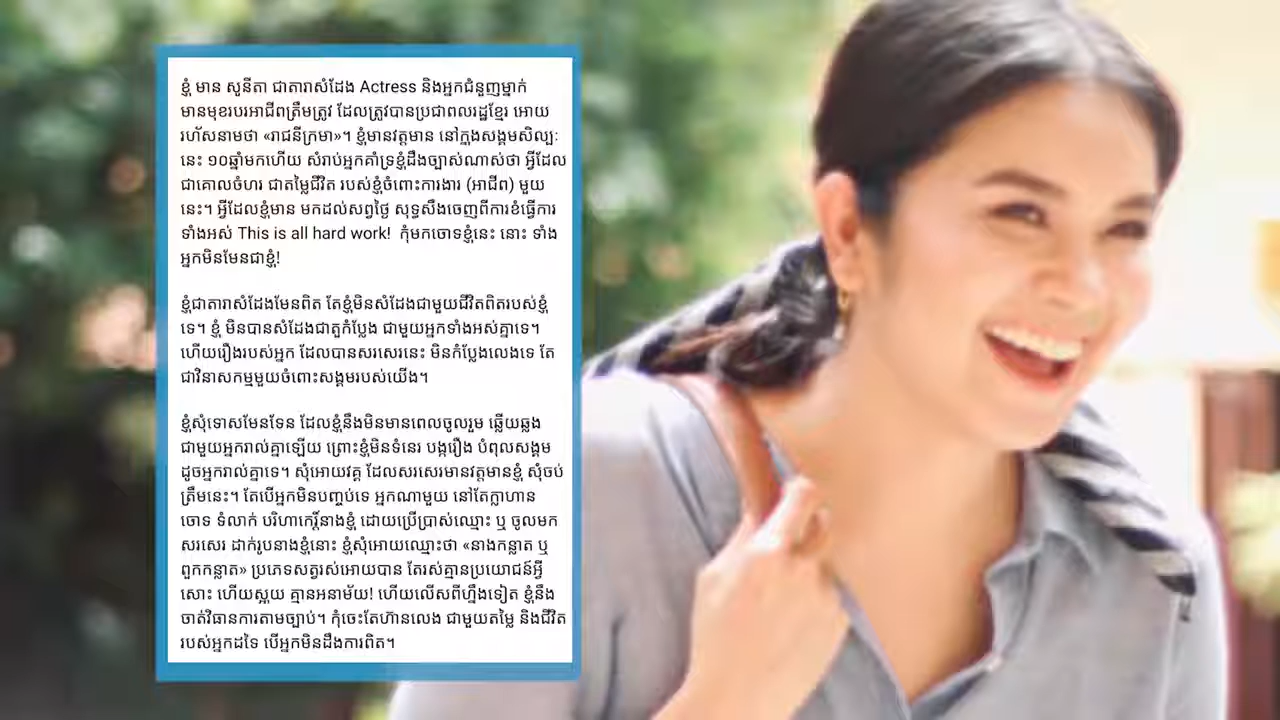 ខ្ញុំ មាន សូនីតា ជាតារាសំដែង Actress និងអ្នកជំនួញម្នាក់
មានមុខរបរអាជីពត្រឹមត្រូវ ដែលត្រូវបានប្រជាពលរដ្ឋខ្មែរ អោយ
រហ័សនាមថា «រាជនីក្រមា»។ ខ្ញុំមានវត្តមាន នៅក្នុងសង្គមសិល្បៈ
នេះ ១០ឆ្នាំមកហើយ សំរាប់អ្នកគាំទ្រខ្ញុំដឹងច្បាស់ណាស់ថា អ្វីដែល
ជាគោលចំហរ ជាតម្លៃជីវិត របស់ខ្ញុំចំពោះការងារ (អាជីព) មួយ
នេះ។ អ្វីដែលខ្ញុំមាន មកដល់សព្វថ្ងៃ សុទ្ធសឹងចេញពីការខំធ្វើការ
ទាំងអស់ This is all hard work! កុំមកចោទខ្ញុំនេះ នោះ ទាំង
អ្នកមិនមែនជាខ្ញុំ!
ខ្ញុំជាតារាសំដែងមែនពិត តែខ្ញុំមិនសំដែងជាមួយជីវិតពិតរបស់ខ្ញុំ
ទេ។ ខ្ញុំ មិនបានសំដែងជាតួកំប្លែង ជាមួយអ្នកទាំងអស់គ្នាទេ។
ហើយរឿងរបស់អ្នក ដែលបានសរសេរនេះ មិនកំប្លែងលេងទេ តែ
ជាវិនាសកម្មមួយចំពោះសង្គមរបស់យើង។
ខ្ញុំសុំទោសមែនទែន ដែលខ្ញុំនឹងមិនមានពេលចូលរួម ឆ្លើយឆ្លង
ជាមួយអ្នករាល់គ្នាឡើយ ព្រោះខ្ញុំមិនទំនេរ បង្ករឿង បំពុលសង្គម
ដូចអ្នករាល់គ្នាទេ។ សុំអោយវគ្គ ដែលសរសេរមានវត្តមានខ្ញុំ សុំចប់
ត្រឹមនេះ។ តែបើអ្នកមិនបញ្ចប់ទេ អ្នកណាមួយ នៅតែក្លាហាន
ចោទ ទំលាក់ បរិហាកេរ្តិ៍នាងខ្ញុំ ដោយប្រើប្រាស់ឈ្មោះ ឬ ចូលមក
សរសេរ ដាក់រូបនាងខ្ញុំនោះ ខ្ញុំសុំអោយឈ្មោះថា «នាងកន្លាត ឬ
ពួកកន្លាត» ប្រភេទសត្វរស់អោយបាន តែរស់គ្មានប្រយោជន៍អ្វី
សោះ ហើយស្អុយ គ្មានអនាម័យ! ហើយលើសពីហ្នឹងទៀត ខ្ញុំនឹង
ចាត់វិធានការតាមច្បាប់។ កុំចេះតែហ៊ានលេង ជាមួយតម្លៃ និងជីវិត
របស់អ្នកដទៃ បើអ្នកមិនដឹងការពិត។